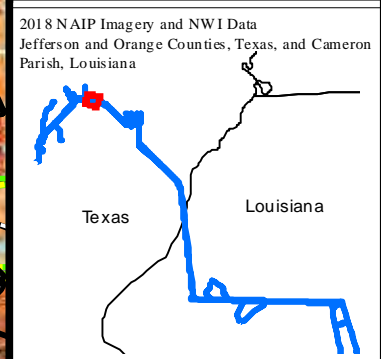 2018 NAIP Imagery and NWI Data
Jefferson and Orange Counties, Texas, and Cameron
Parish, Louisiana
Texas
Louisiana